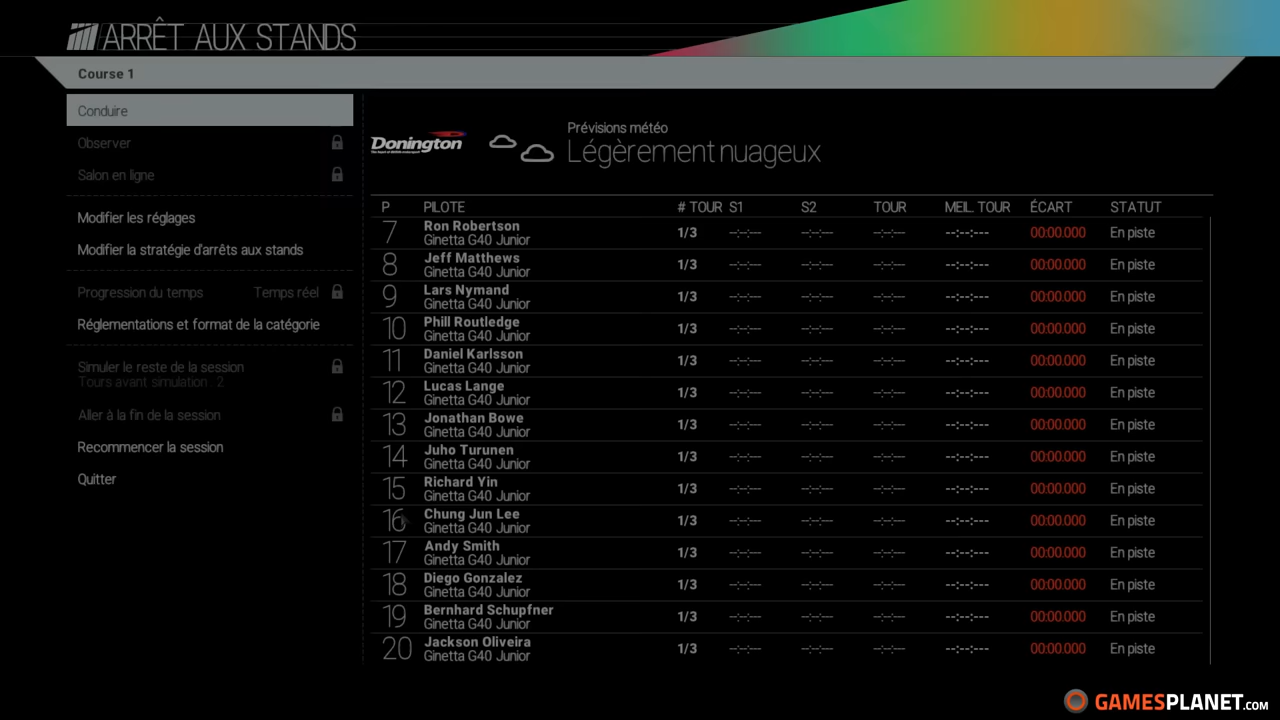 ARRÊT AUX STANDS
Course 1
Conduire
Observer
Salon en ligne
Modifier les réglages
Modifier la stratégie d'arrêts aux stands
Progression du temps Temps réel
Réglementations et format de la catégorie
Simuler le reste de la session
Tours avant simulation : 2
Aller à la fin de la session
Recommencer la session
Quitter
Donington
Prévisions météo
Légèrement nuageux
P PILOTE # TOUR S1 S2 TOUR MEIL. TOUR ÉCART STATUT
7 Ron Robertson 1/3 --:--- --:--- --:--- --:--:--- 00:00.000 En piste
Ginetta G40 Junior
8 Jeff Matthews 1/3 --:--- --:--- --:--- --:--:--- 00:00.000 En piste
Ginetta G40 Junior
9 Lars Nymand 1/3 --:--- --:--- --:--- --:--:--- 00:00.000 En piste
Ginetta G40 Junior
10 Phill Routledge 1/3 --:--- --:--- --:--- --:--:--- 00:00.000 En piste
Ginetta G40 Junior
11 Daniel Karlsson 1/3 --:--- --:--- --:--- --:--:--- 00:00.000 En piste
Ginetta G40 Junior
12 Lucas Lange 1/3 --:--- --:--- --:--- --:--:--- 00:00.000 En piste
Ginetta G40 Junior
13 Jonathan Bowe 1/3 --:--- --:--- --:--- --:--:--- 00:00.000 En piste
Ginetta G40 Junior
14 Juho Turunen 1/3 --:--- --:--- --:--- --:--:--- 00:00.000 En piste
Ginetta G40 Junior
15 Richard Yin 1/3 --:--- --:--- --:--- --:--:--- 00:00.000 En piste
Ginetta G40 Junior
16 Chung Jun Lee 1/3 --:--- --:--- --:--- --:--:--- 00:00.000 En piste
Ginetta G40 Junior
17 Andy Smith 1/3 --:--- --:--- --:--- --:--:--- 00:00.000 En piste
Ginetta G40 Junior
18 Diego Gonzalez 1/3 --:--- --:--- --:--- --:--:--- 00:00.000 En piste
Ginetta G40 Junior
19 Bernhard Schupfner 1/3 --:--- --:--- --:--- --:--:--- 00:00.000 En piste
Ginetta G40 Junior
20 Jackson Oliveira 1/3 --:--- --:--- --:--- --:--:--- 00:00.000 En piste
Ginetta G40 Junior
GAMESPLANET.COM